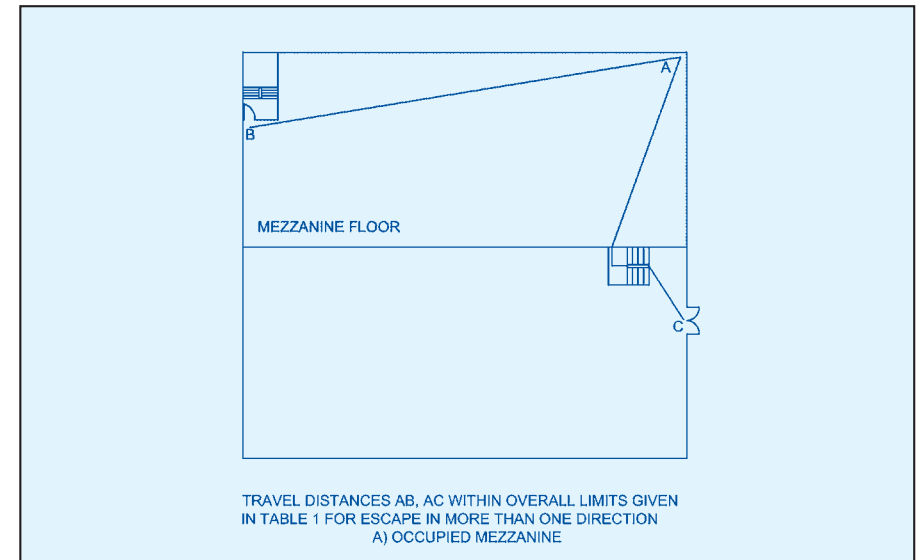 A
B
MEZZANINE FLOOR
C
TRAVEL DISTANCES AB, AC WITHIN OVERALL LIMITS GIVEN
IN TABLE 1 FOR ESCAPE IN MORE THAN ONE DIRECTION
A) OCCUPIED MEZZANINE